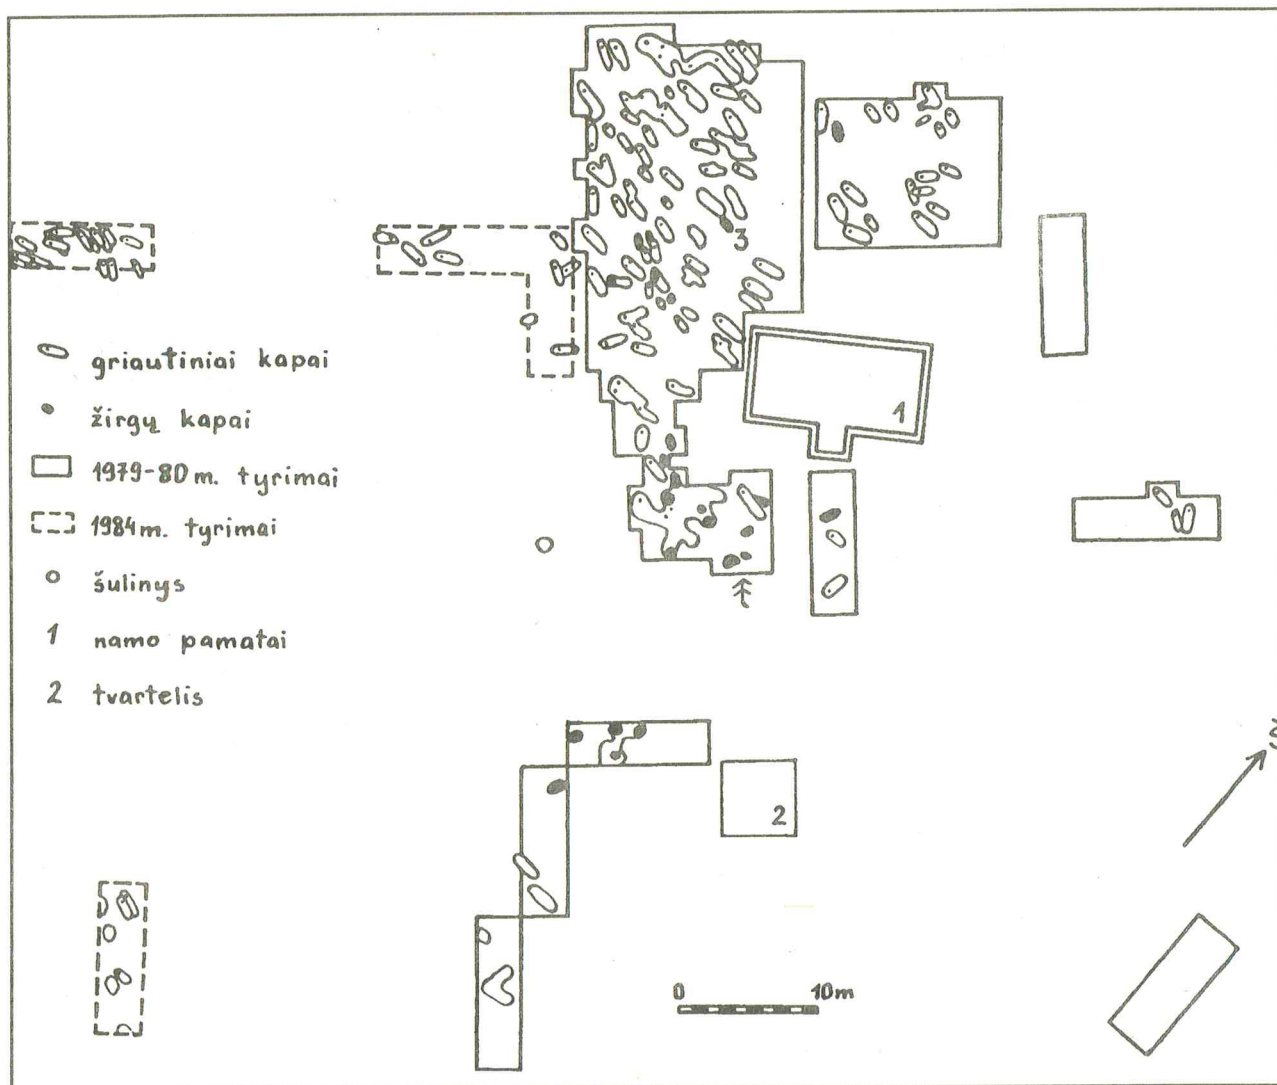 3
griautiniai kapai
žirgų kapai
1979-80 m. tyrimai
1984 m. tyrimai
šulinys
1 namo pamatai
2 tvartelis
1
2
Š
0 10m